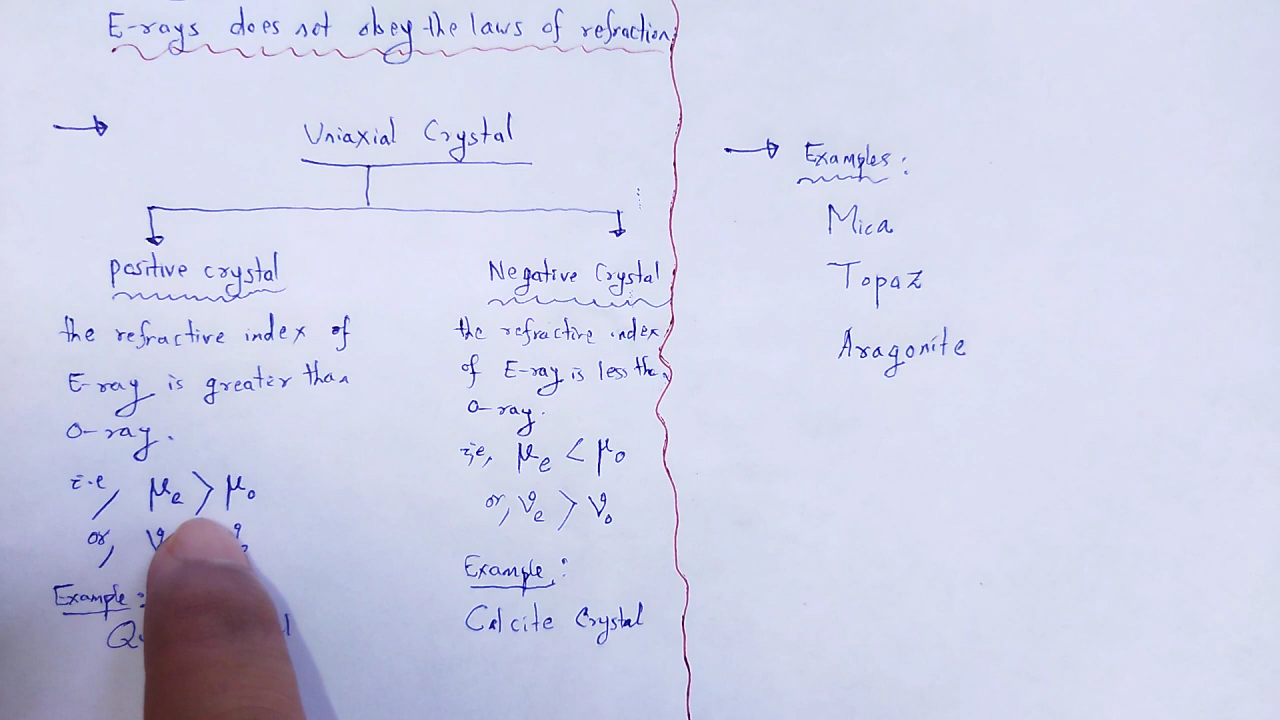 E-rays does not obey the laws of refraction
Uniaxial Crystal
positive crystal
the refractive index of
E-ray is greater than
O-ray.
i.e, μe > μo
or,
Example:
Negative Crystal
the refractive index
of E-ray is less than
O-ray.
i,e, μe < μo
or, ve > vo
Example:
Calcite Crystal
Examples:
Mica
Topaz
Aragonite